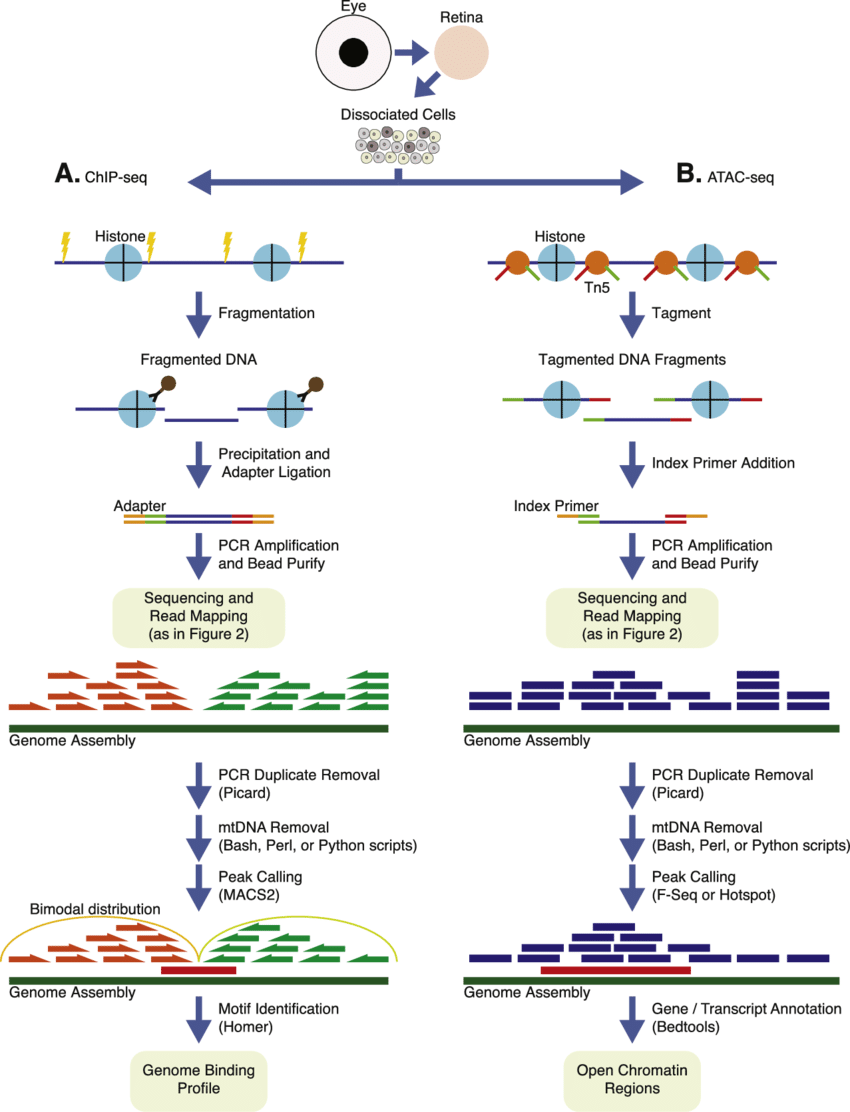 Eye
Retina
Dissociated Cells
A. ChIP-seq
Histone
Fragmentation
Fragmented DNA
Precipitation and
Adapter Ligation
Adapter
PCR Amplification
and Bead Purify
Sequencing and
Read Mapping
(as in Figure 2)
Genome Assembly
PCR Duplicate Removal
(Picard)
mtDNA Removal
(Bash, Perl, or Python scripts)
Peak Calling
(MACS2)
Bimodal distribution
Genome Assembly
Motif Identification
(Homer)
Genome Binding
Profile
B. ATAC-seq
Histone
Tn5
Tagment
Tagmented DNA Fragments
Index Primer Addition
Index Primer
PCR Amplification
and Bead Purify
Sequencing and
Read Mapping
(as in Figure 2)
Genome Assembly
PCR Duplicate Removal
(Picard)
mtDNA Removal
(Bash, Perl, or Python scripts)
Peak Calling
(F-Seq or Hotspot)
Genome Assembly
Gene / Transcript Annotation
(Bedtools)
Open Chromatin
Regions